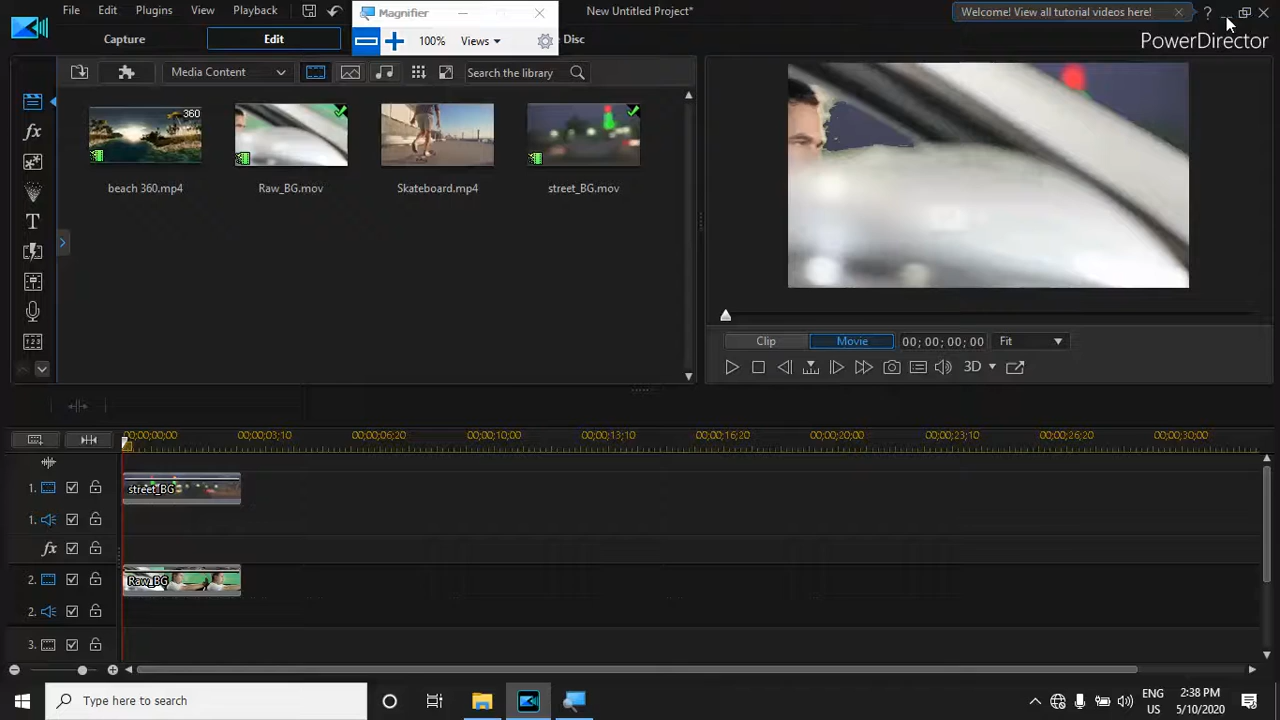 File Edit Plugins View Playback
Magnifier
New Untitled Project*
Welcome! View all tutorials here!
?
Capture
Edit
100%
Views
Disc
PowerDirector
Media Content
Search the library
360
beach 360.mp4
Raw_BG.mov
Skateboard.mp4
street_BG.mov
Clip
Movie
00; 00; 00; 00
Fit
3D
00;00;00;00 00;00;03;10 00;00;06;20 00;00;10;00 00;00;13;10 00;00;16;20 00;00;20;00 00;00;23;10 00;00;26;20 00;00;30;00
1.
street_BG
1.
fx
2.
Raw_BG
2.
3.
Type here to search
ENG
US
2:38 PM
5/10/2020